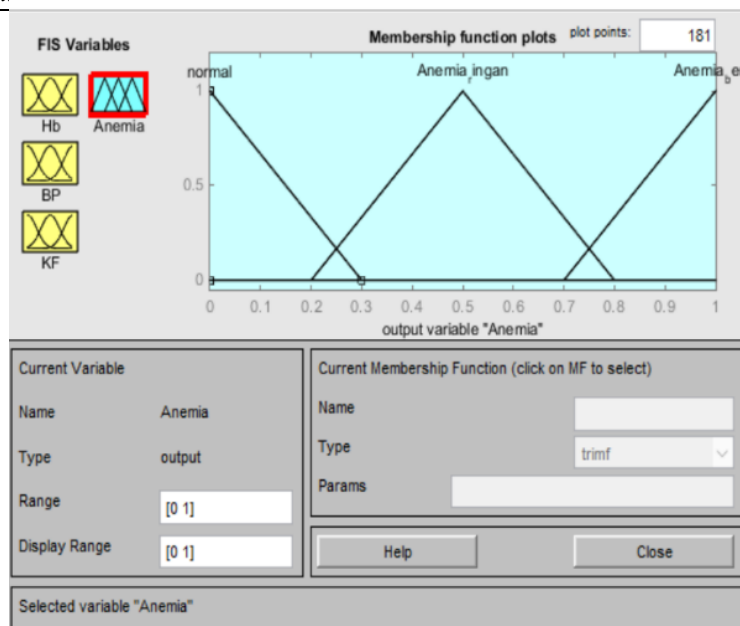 FIS Variables
Membership function plots
plot points:
181
Hb
Anemia
BP
KF
normal
Anemia_ringan
Anemia_be
1
0.5
0
0 0.1 0.2 0.3 0.4 0.5 0.6 0.7 0.8 0.9 1
output variable "Anemia"
Current Variable
Name Anemia
Type output
Range [0 1]
Display Range [0 1]
Current Membership Function (click on MF to select)
Name
Type trimf
Params
Help
Close
Selected variable "Anemia"